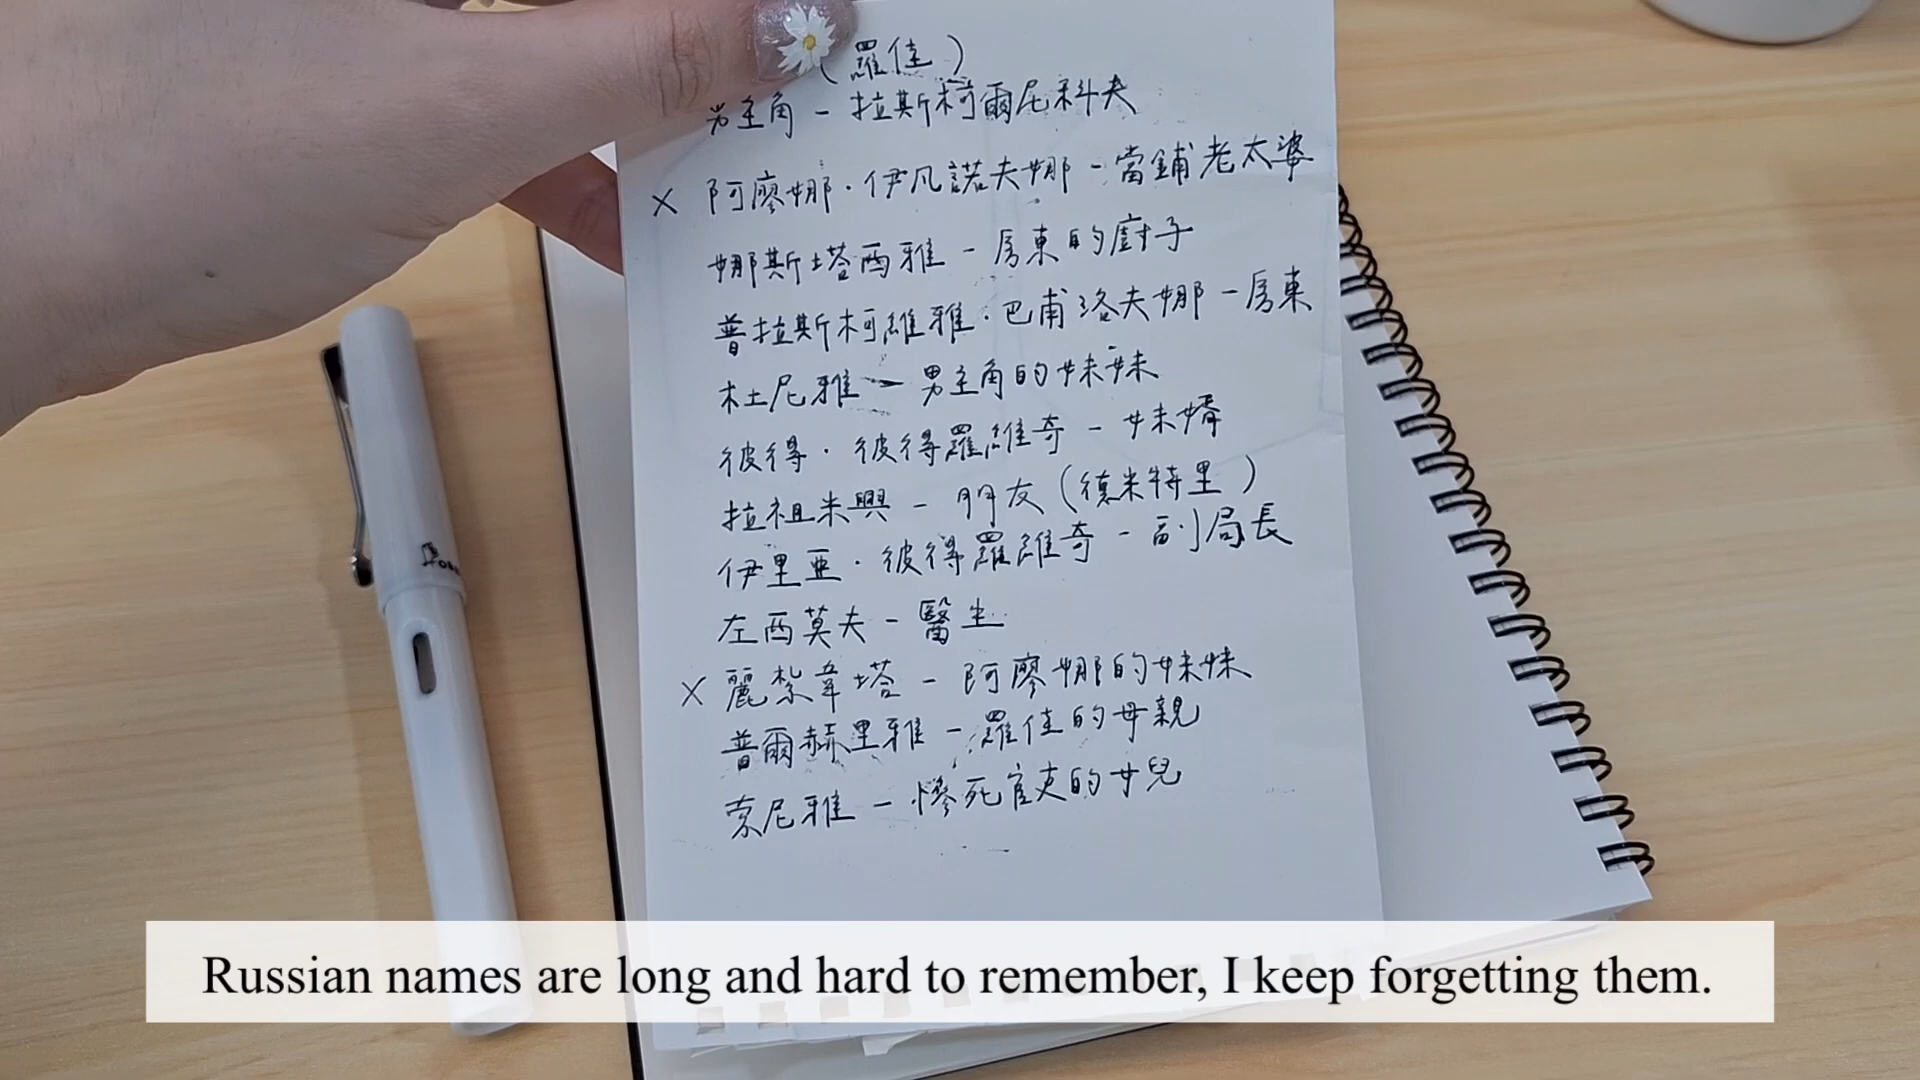 （羅佳）
男主角 - 拉斯柯爾尼科夫
X 阿廖娜·伊凡諾夫娜 - 當鋪老太婆
娜斯塔西雅 - 房東的廚子
普拉斯柯維雅·巴甫洛夫娜 - 房東
杜尼雅 - 男主角的妹妹
彼得·彼得羅維奇 - 妹婿
拉祖米興 - 朋友（德米特里）
伊里亞·彼得羅維奇 - 副局長
左西莫夫 - 醫生
X 麗紮韋塔 - 阿廖娜的妹妹
普爾赫里雅 - 羅佳的母親
索尼雅 - 慘死官吏的女兒
Russian names are long and hard to remember, I keep forgetting them.